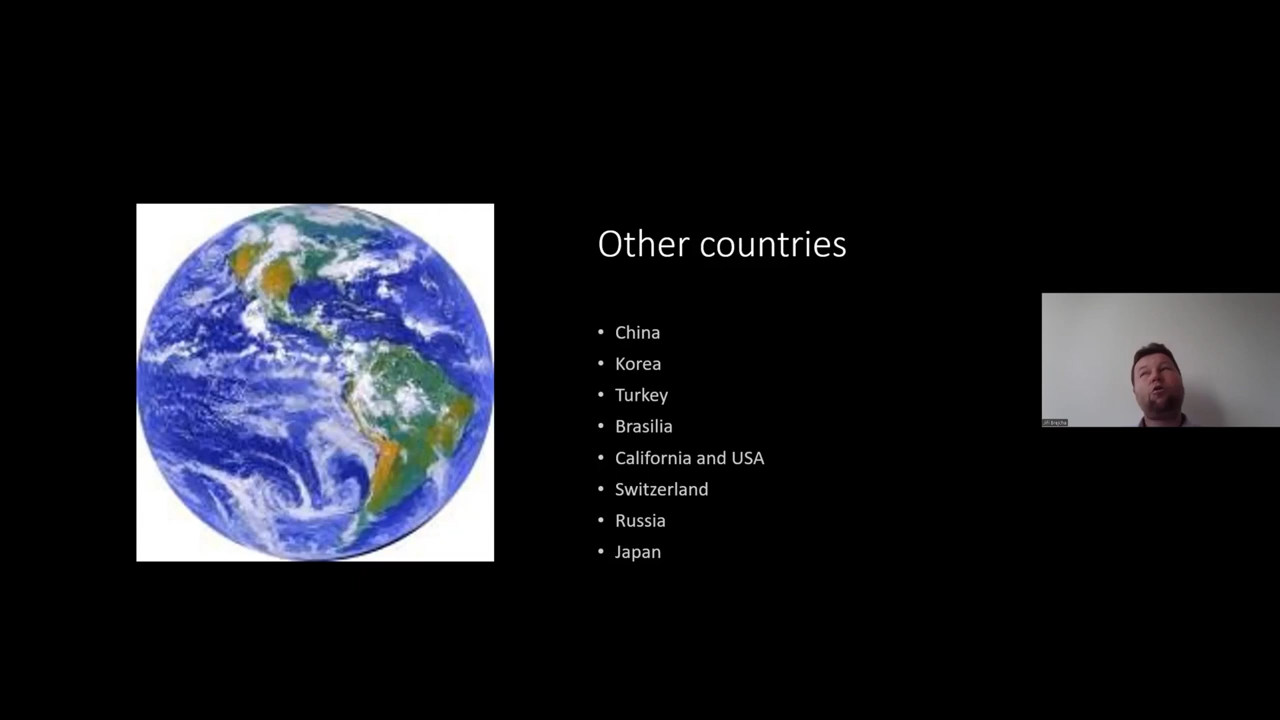 Other countries
• China
• Korea
• Turkey
• Brasilia
• California and USA
• Switzerland
• Russia
• Japan